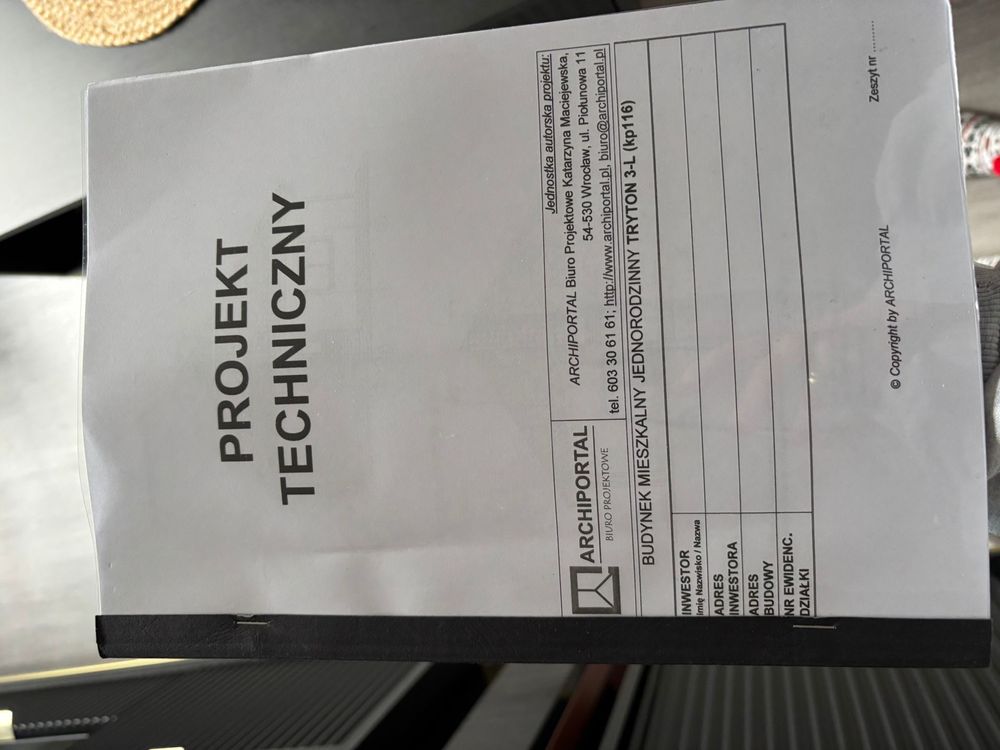 PROJEKT
TECHNICZNY
ARCHIPORTAL
BIURO PROJEKTOWE
Jednostka autorska projektu:
ARCHIPORTAL Biuro Projektowe Katarzyna Maciejewska,
54-530 Wrocław, ul. Piołunowa 11
tel. 603 30 61 61; http://www.archiportal.pl, biuro@archiportal.pl
BUDYNEK MIESZKALNY JEDNORODZINNY TRYTON 3-L (kp116)
INWESTOR
Imię Nazwisko / Nazwa
ADRES
INWESTORA
ADRES
BUDOWY
NR EWIDENC.
DZIAŁKI
© Copyright by ARCHIPORTAL
Zeszyt nr ........